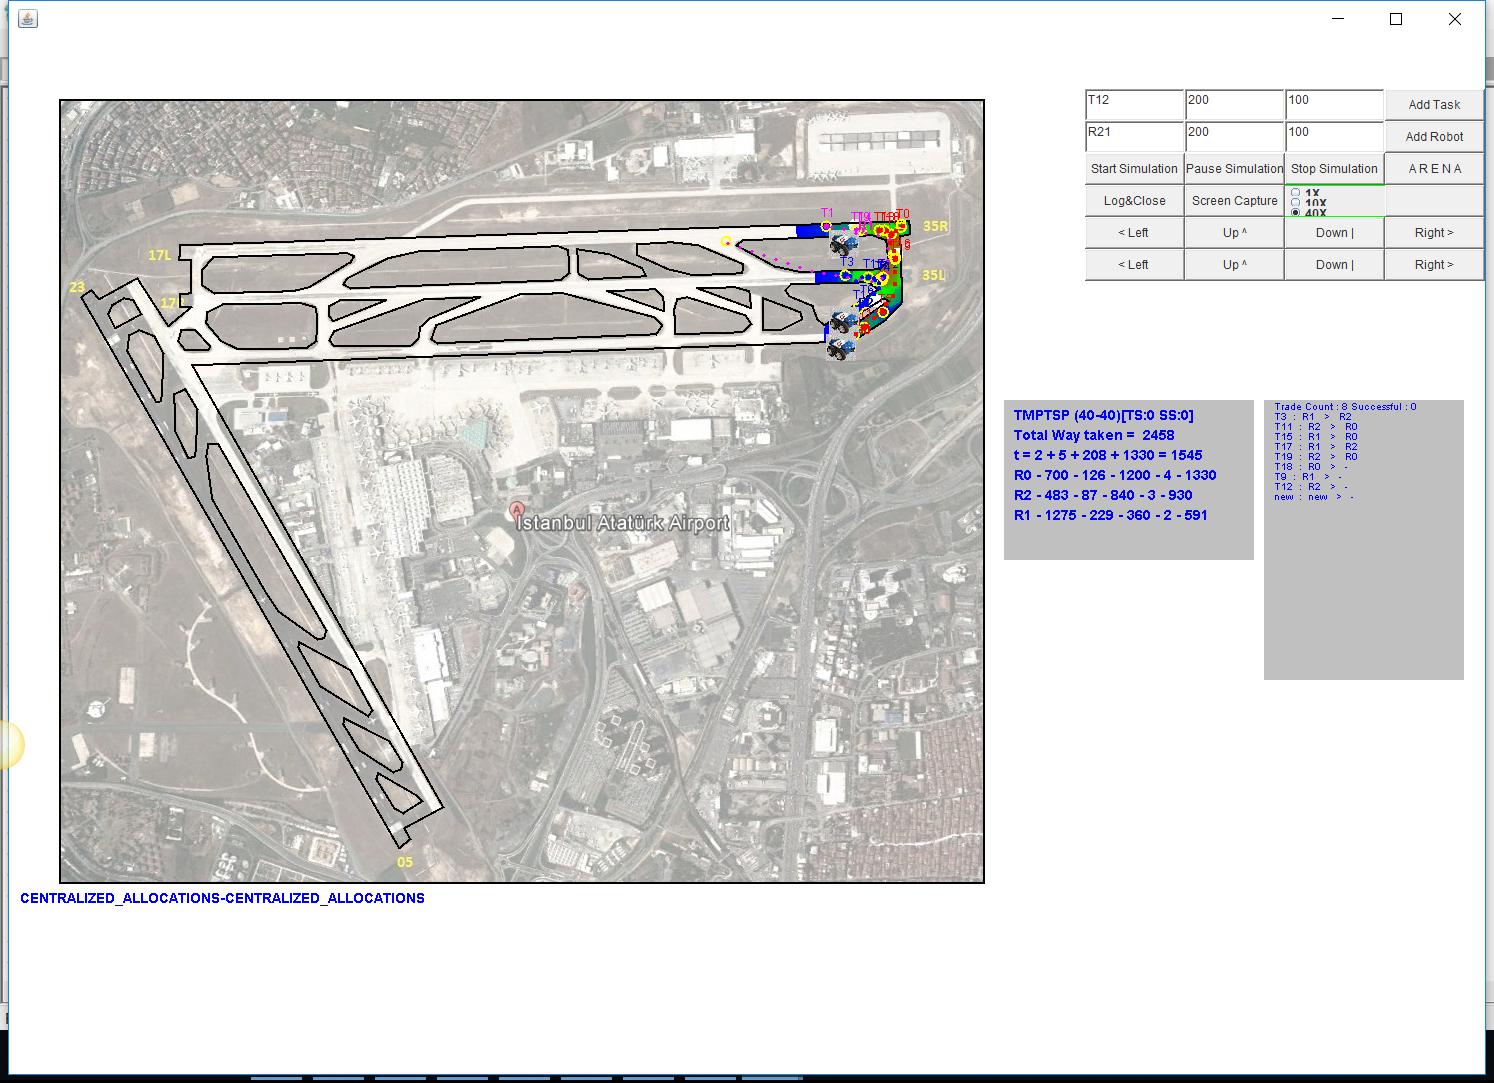 T12 200 100 Add Task
R21 200 100 Add Robot
Start Simulation Pause Simulation Stop Simulation A R E N A
Log&Close Screen Capture 1X
10X
40X
< Left Up ^ Down | Right >
< Left Up ^ Down | Right >
T1 T0
35R
17L
T3
35L
23
17R
TMPTSP (40-40)[TS:0 SS:0]
Total Way taken = 2458
t = 2 + 5 + 208 + 1330 = 1545
R0 - 700 - 126 - 1200 - 4 - 1330
R2 - 483 - 87 - 840 - 3 - 930
R1 - 1275 - 229 - 360 - 2 - 591
Trade Count : 8 Successful : 0
T3 : R1 > R2
T11 : R2 > R0
T15 : R1 > R0
T17 : R1 > R2
T19 : R2 > R0
T18 : R0 > -
T9 : R1 > -
T12 : R2 > -
new : new > -
A
İstanbul Atatürk Airport
05
CENTRALIZED_ALLOCATIONS-CENTRALIZED_ALLOCATIONS